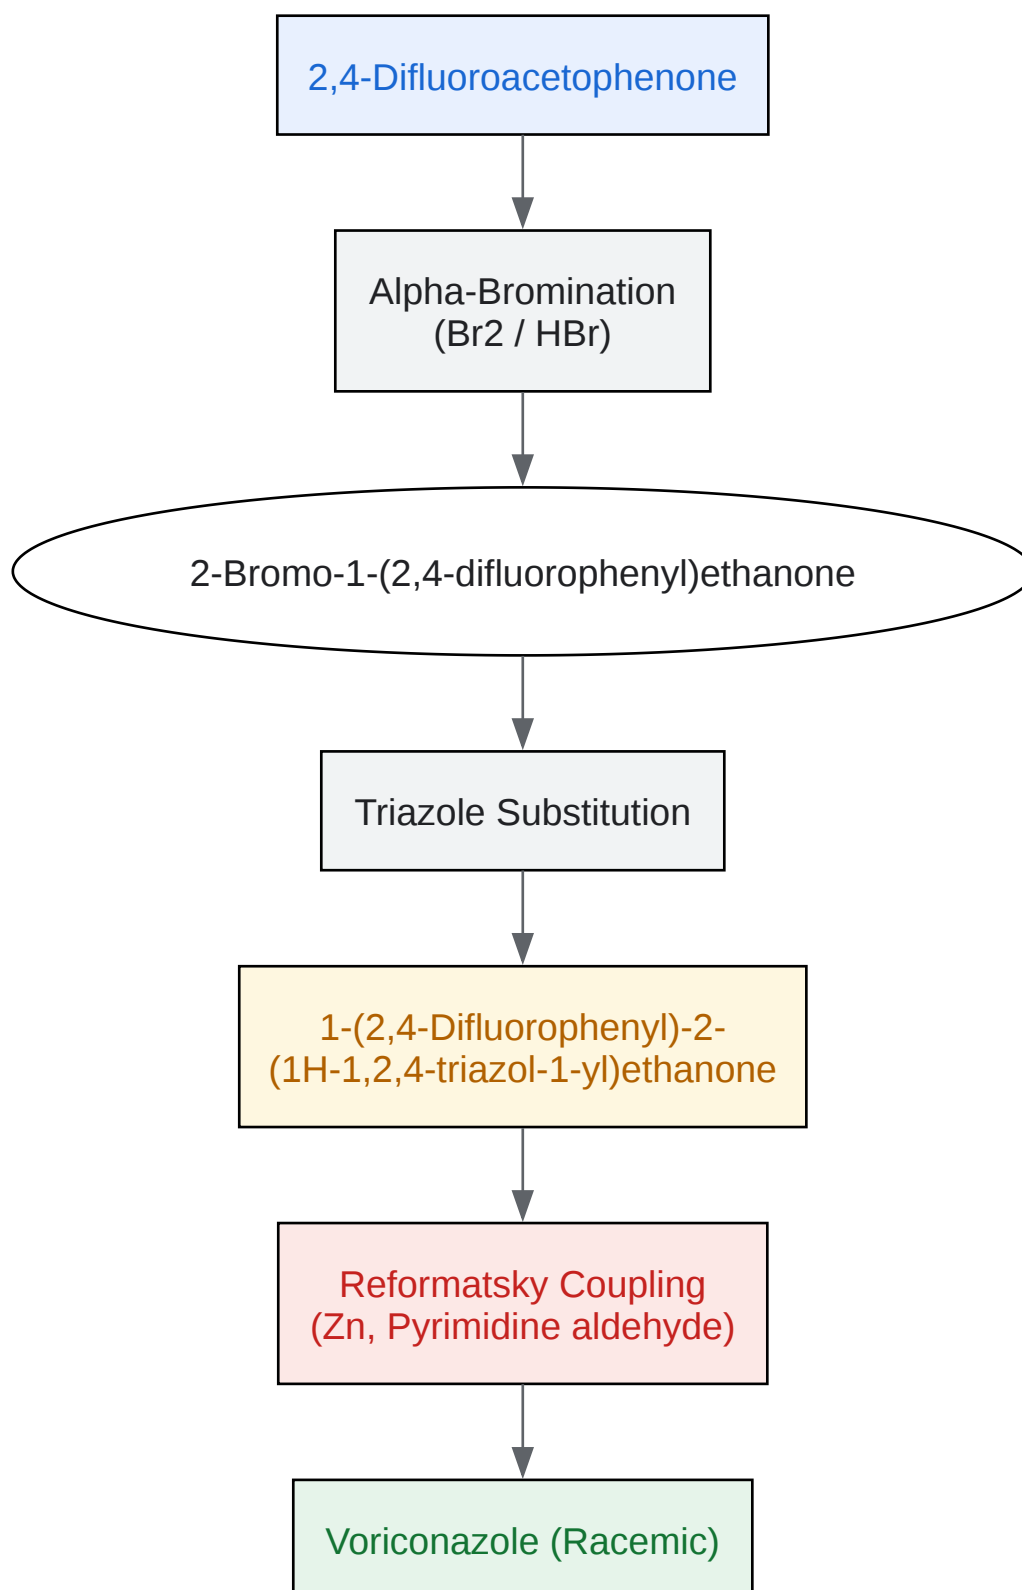 2,4-Difluoroacetophenone
Alpha-Bromination
(Br2 / HBr)
2-Bromo-1-(2,4-difluorophenyl)ethanone
Triazole Substitution
1-(2,4-Difluorophenyl)-2-
(1H-1,2,4-triazol-1-yl)ethanone
Reformatsky Coupling
(Zn, Pyrimidine aldehyde)
Voriconazole (Racemic)